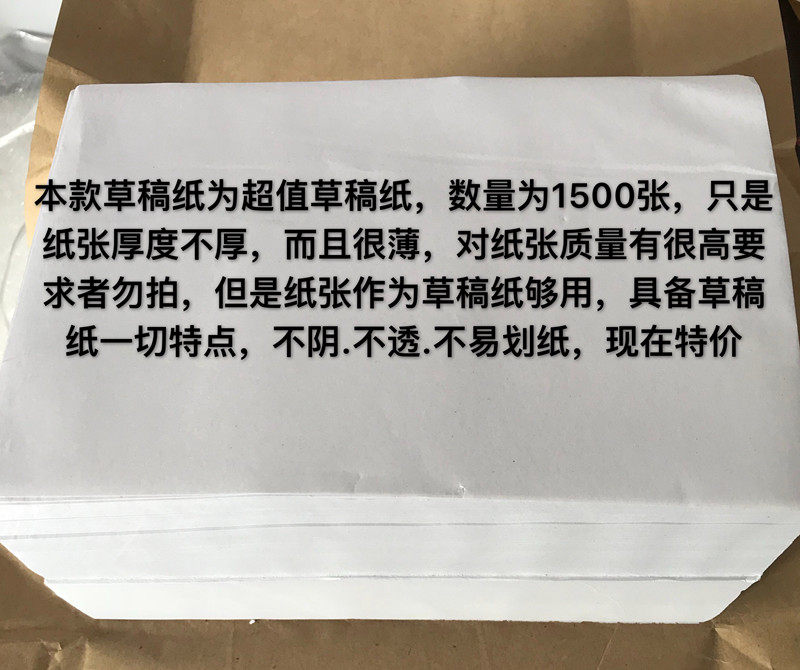 本款草稿纸为超值草稿纸，数量为1500张，只是
纸张厚度不厚，而且很薄，对纸张质量有很高要
求者勿拍，但是纸张作为草稿纸够用，具备草稿
纸一切特点，不阴.不透.不易划纸，现在特价